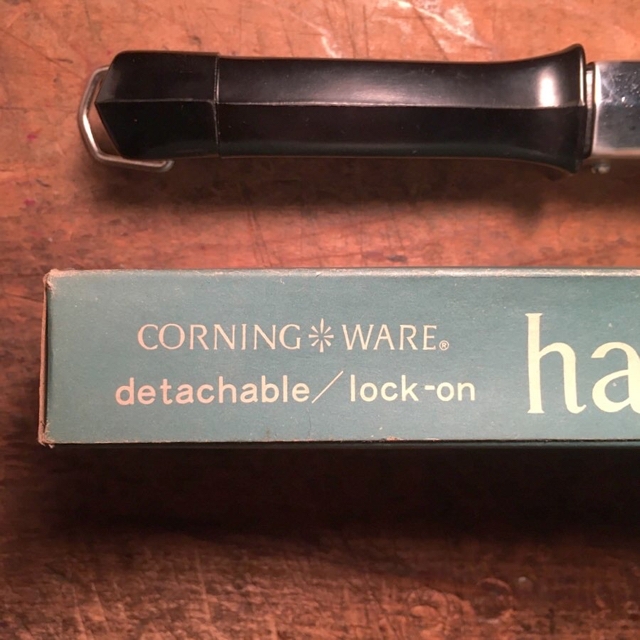 CORNING WARE®
detachable/lock-on
ha